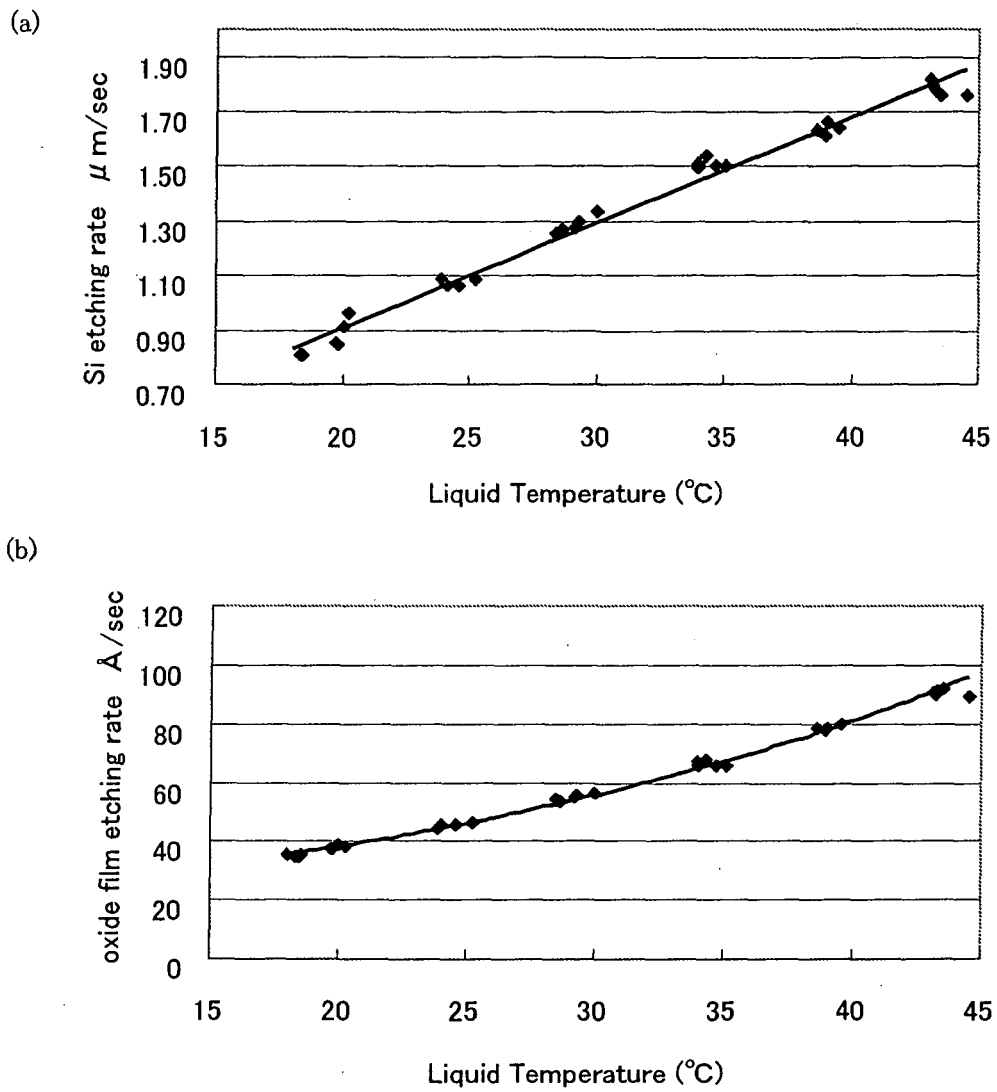 (a)
Si etching rate μm/sec
1.90
1.70
1.50
1.30
1.10
0.90
0.70
15 20 25 30 35 40 45
Liquid Temperature (°C)
(b)
oxide film etching rate Å/sec
120
100
80
60
40
20
0
15 20 25 30 35 40 45
Liquid Temperature (°C)